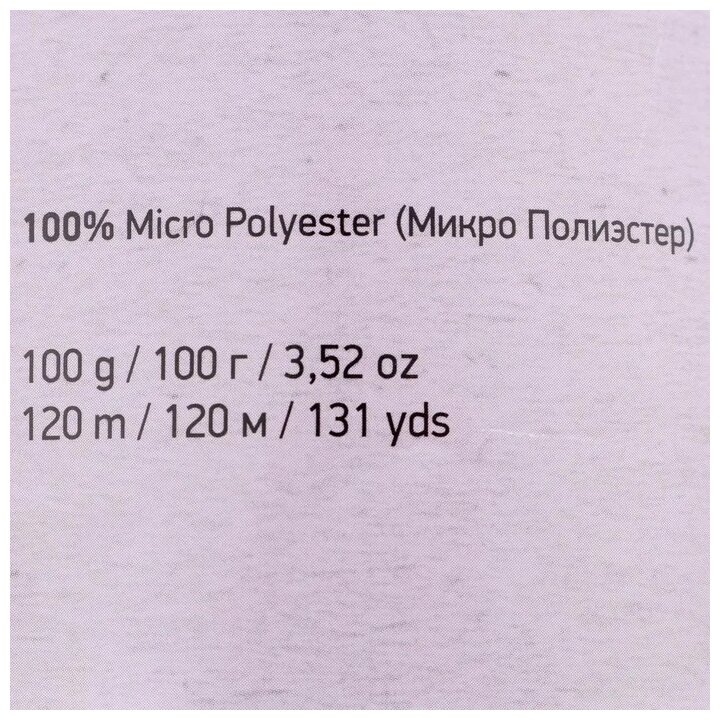 100% Micro Polyester (Микро Полиэстер)
100 g / 100 г / 3,52 oz
120 m / 120 м / 131 yds